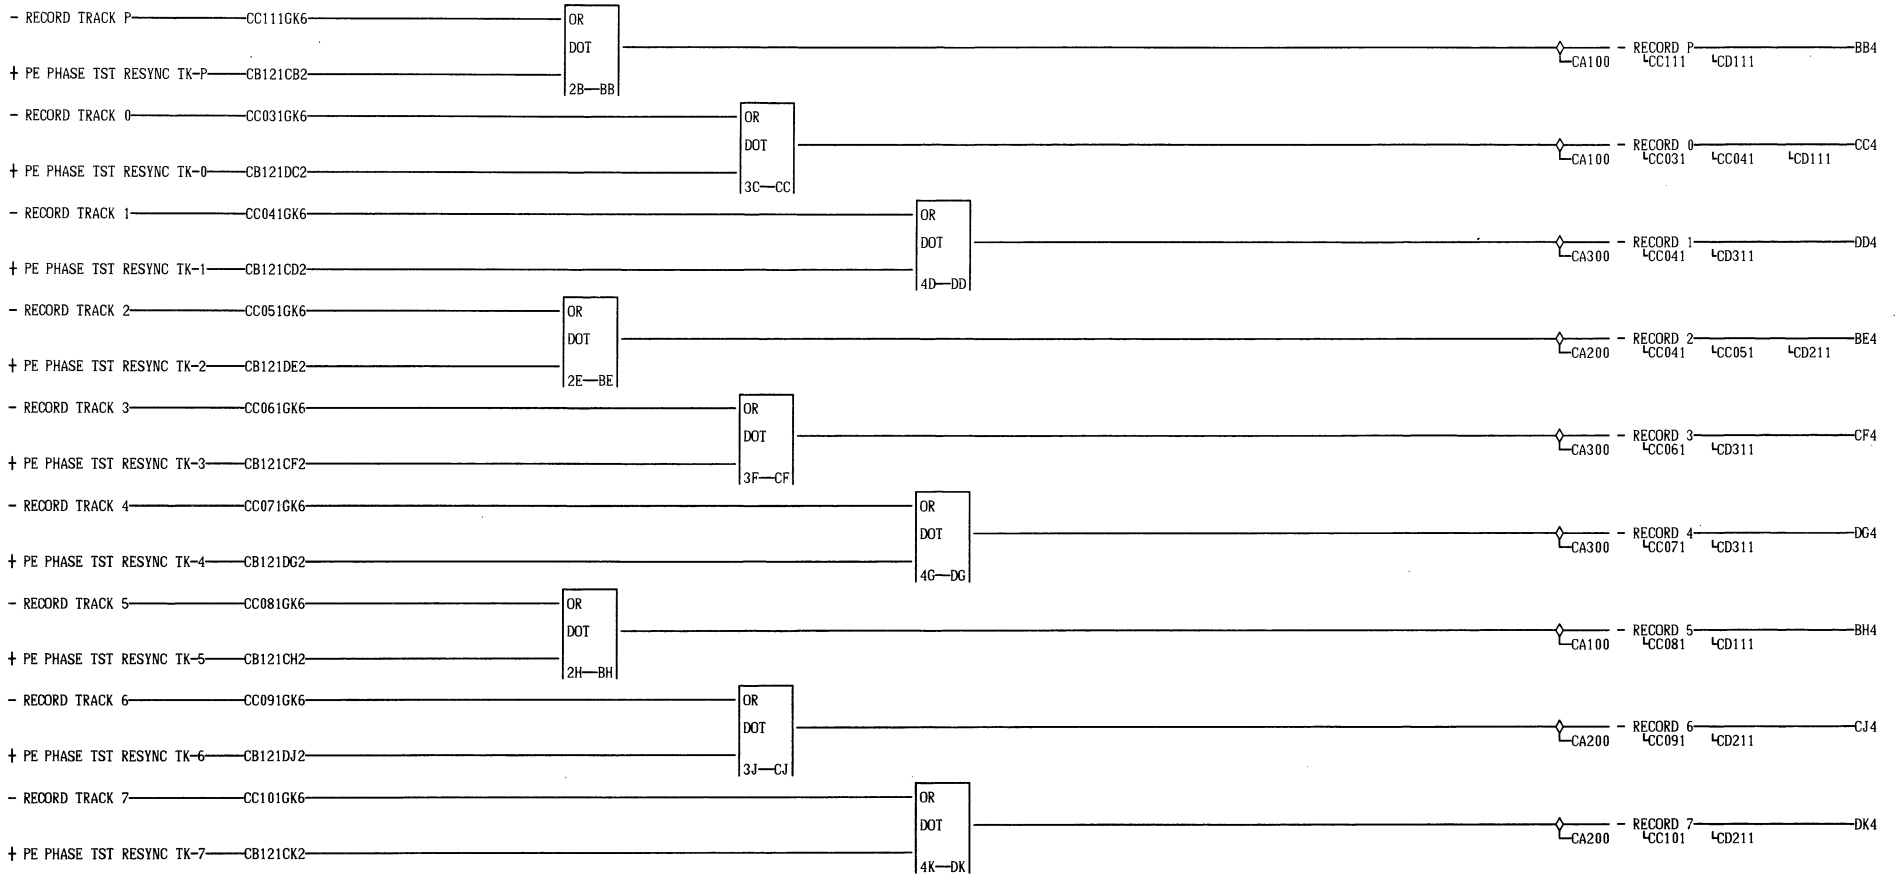 - RECORD TRACK P CC111GK6 OR
DOT - RECORD P BB4
CA100 CC111 CD111
+ PE PHASE TST RESYNC TK-P CB121CB2
2B BB
- RECORD TRACK 0 CC031GK6 OR
DOT - RECORD 0 CC4
CA100 CC031 CC041 CD111
+ PE PHASE TST RESYNC TK-0 CB121DC2
3C CC
- RECORD TRACK 1 CC041GK6 OR
DOT - RECORD 1 DD4
CA300 CC041 CD311
+ PE PHASE TST RESYNC TK-1 CB121CD2
4D DD
- RECORD TRACK 2 CC051GK6 OR
DOT - RECORD 2 BE4
CA200 CC041 CC051 CD211
+ PE PHASE TST RESYNC TK-2 CB121DE2
2E BE
- RECORD TRACK 3 CC061GK6 OR
DOT - RECORD 3 CF4
CA300 CC061 CD311
+ PE PHASE TST RESYNC TK-3 CB121CF2
3F CF
- RECORD TRACK 4 CC071GK6 OR
DOT - RECORD 4 DG4
CA300 CC071 CD311
+ PE PHASE TST RESYNC TK-4 CB121DG2
4G DG
- RECORD TRACK 5 CC081GK6 OR
DOT - RECORD 5 BH4
CA100 CC081 CD111
+ PE PHASE TST RESYNC TK-5 CB121CH2
2H BH
- RECORD TRACK 6 CC091GK6 OR
DOT - RECORD 6 CJ4
CA200 CC091 CD211
+ PE PHASE TST RESYNC TK-6 CB121DJ2
3J CJ
- RECORD TRACK 7 CC101GK6 OR
DOT - RECORD 7 DK4
CA200 CC101 CD211
+ PE PHASE TST RESYNC TK-7 CB121CK2
4K DK